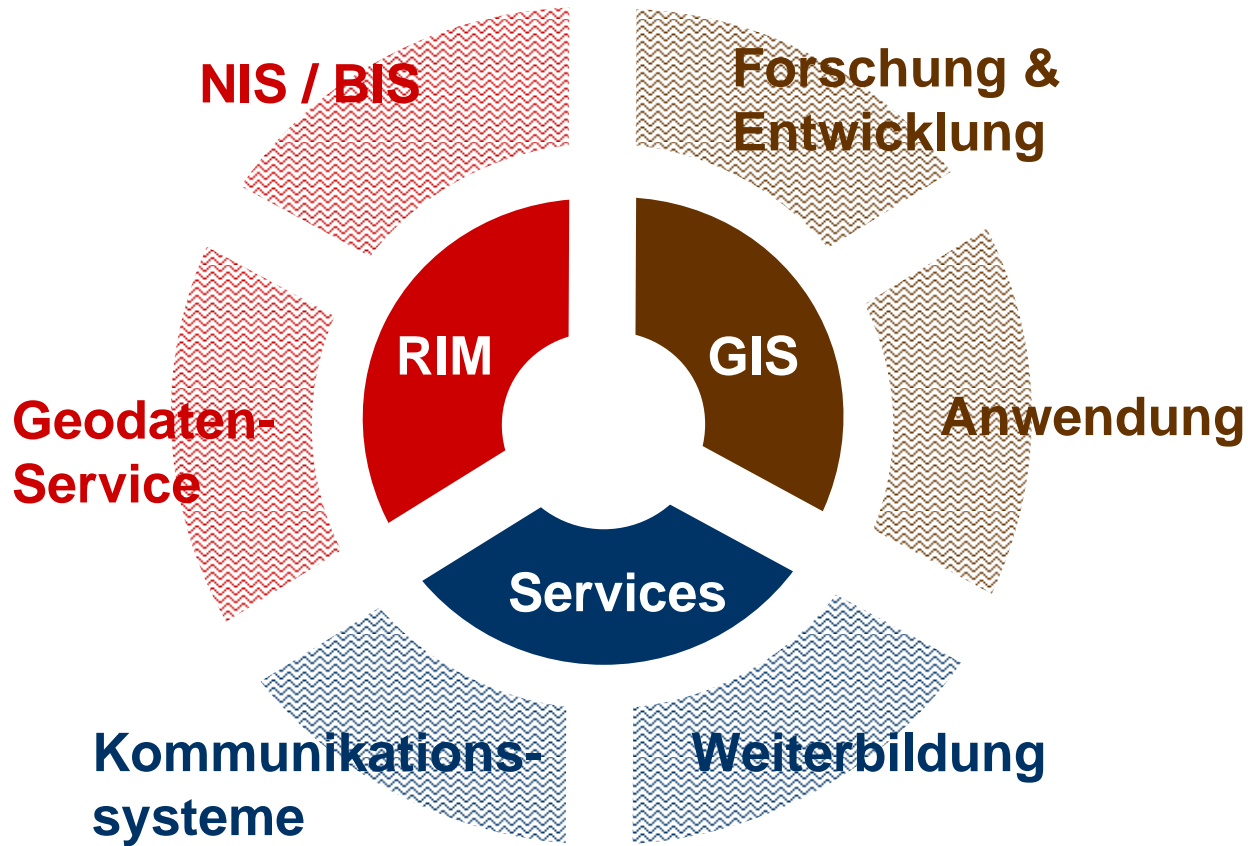 NIS / BIS
Forschung &
Entwicklung
RIM
GIS
Geodaten-
Service
Anwendung
Services
Kommunikations-
systeme
Weiterbildung